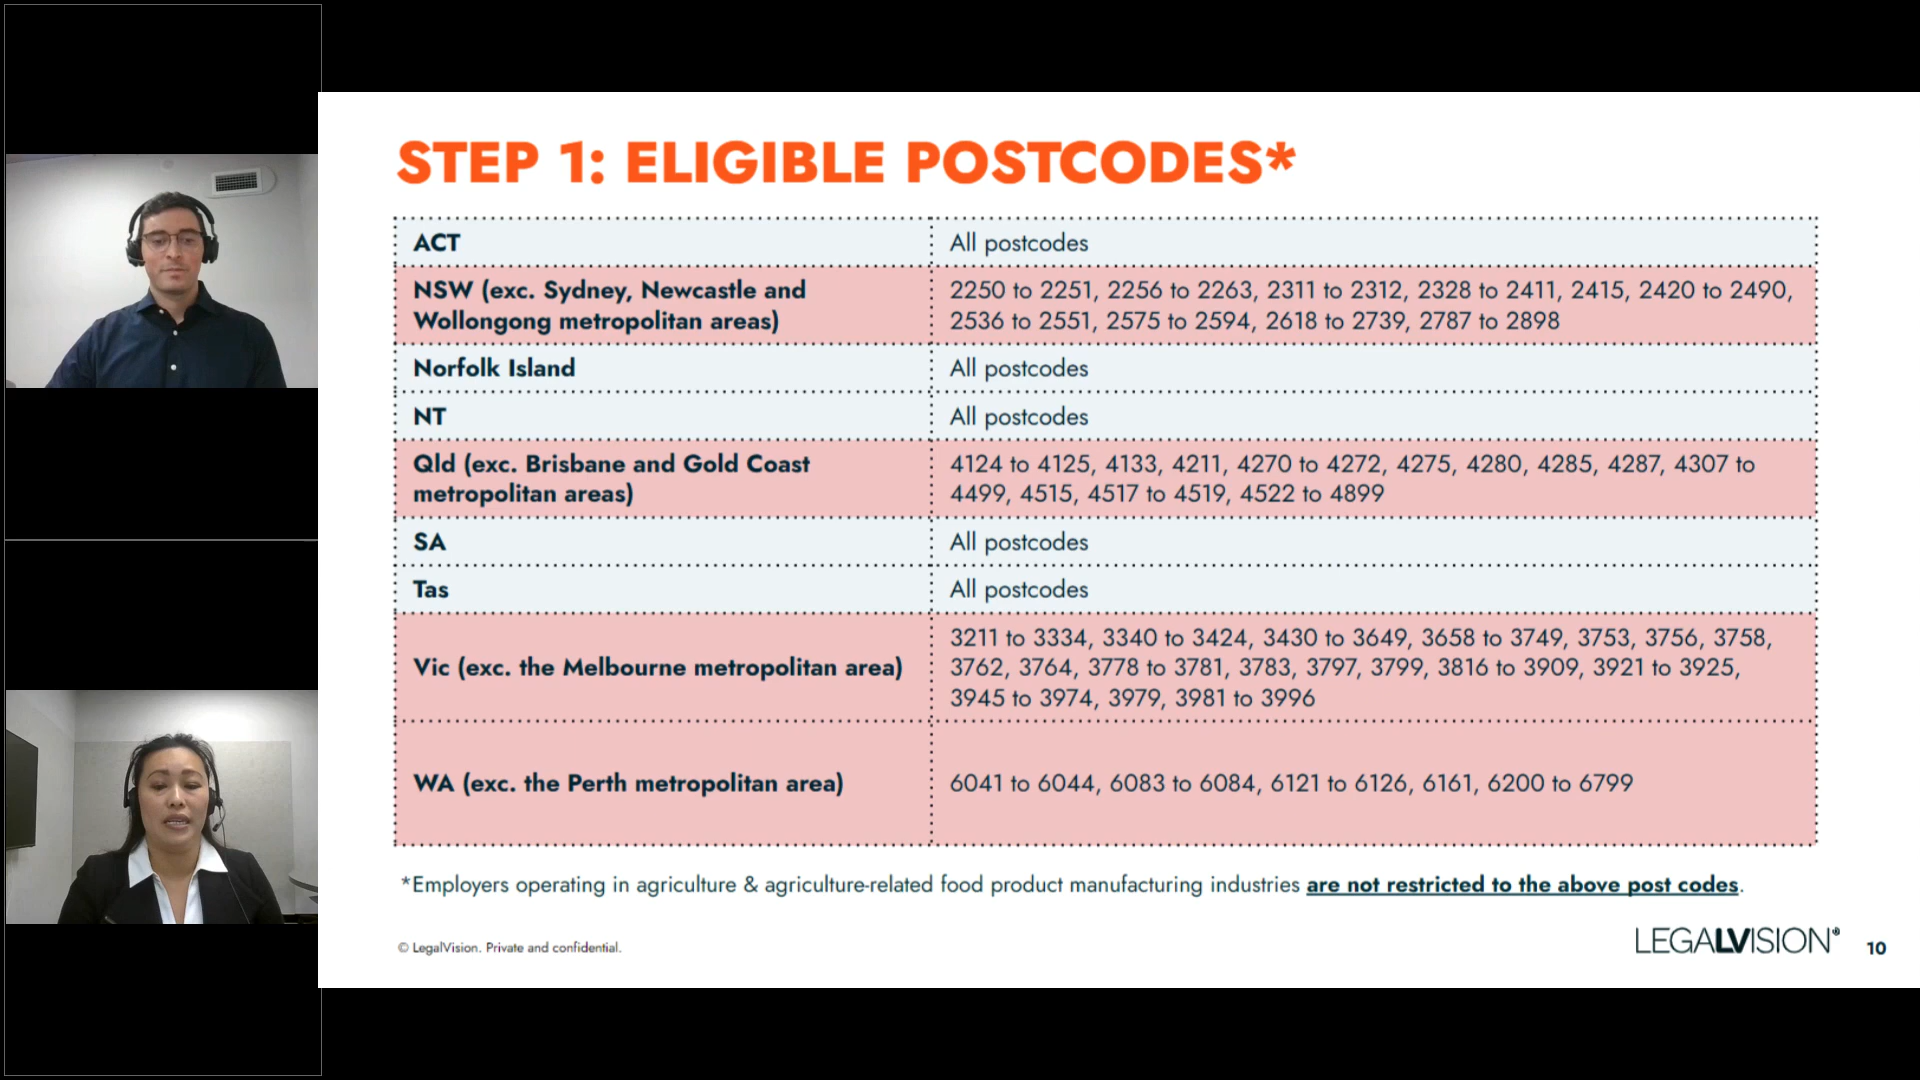 STEP 1: ELIGIBLE POSTCODES*
ACT
All postcodes
NSW (exc. Sydney, Newcastle and
Wollongong metropolitan areas)
2250 to 2251, 2256 to 2263, 2311 to 2312, 2328 to 2411, 2415, 2420 to 2490,
2536 to 2551, 2575 to 2594, 2618 to 2739, 2787 to 2898
Norfolk Island
All postcodes
NT
All postcodes
Qld (exc. Brisbane and Gold Coast
metropolitan areas)
4124 to 4125, 4133, 4211, 4270 to 4272, 4275, 4280, 4285, 4287, 4307 to
4499, 4515, 4517 to 4519, 4522 to 4899
SA
All postcodes
Tas
All postcodes
Vic (exc. the Melbourne metropolitan area)
3211 to 3334, 3340 to 3424, 3430 to 3649, 3658 to 3749, 3753, 3756, 3758,
3762, 3764, 3778 to 3781, 3783, 3797, 3799, 3816 to 3909, 3921 to 3925,
3945 to 3974, 3979, 3981 to 3996
WA (exc. the Perth metropolitan area)
6041 to 6044, 6083 to 6084, 6121 to 6126, 6161, 6200 to 6799
*Employers operating in agriculture & agriculture-related food product manufacturing industries are not restricted to the above post codes.
© LegalVision. Private and confidential.
LEGALVISION®
10